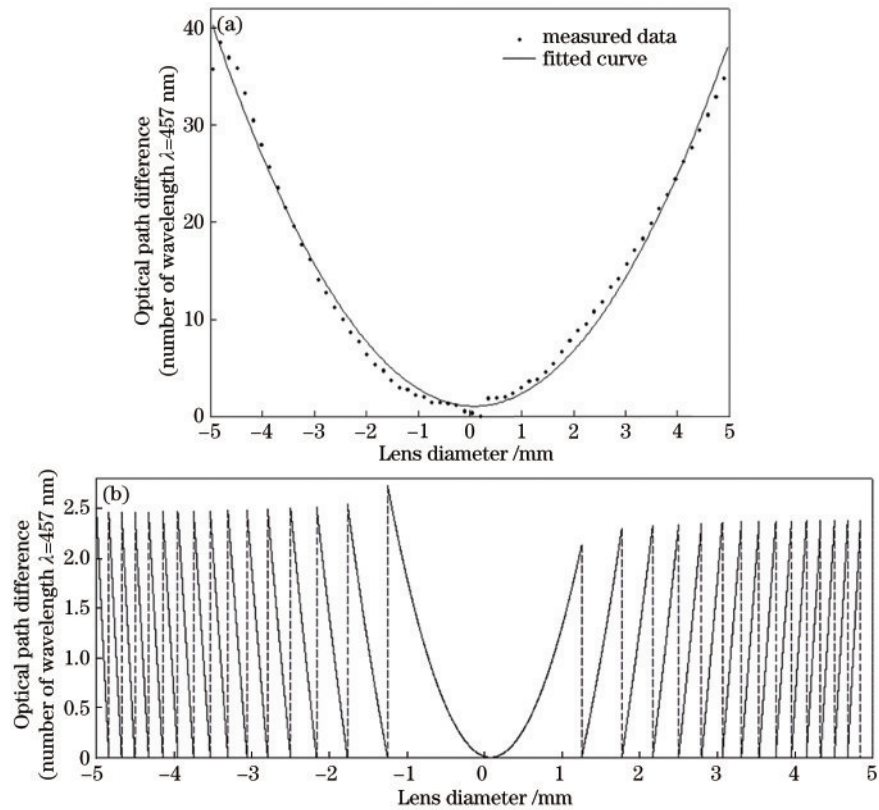 (a)
measured data
fitted curve
40
30
20
10
0
Optical path difference
(number of wavelength λ=457 nm)
−5 −4 −3 −2 −1 0 1 2 3 4 5
Lens diameter /mm
(b)
2.5
2.0
1.5
1.0
0.5
0
Optical path difference
(number of wavelength λ=457 nm)
−5 −4 −3 −2 −1 0 1 2 3 4 5
Lens diameter /mm